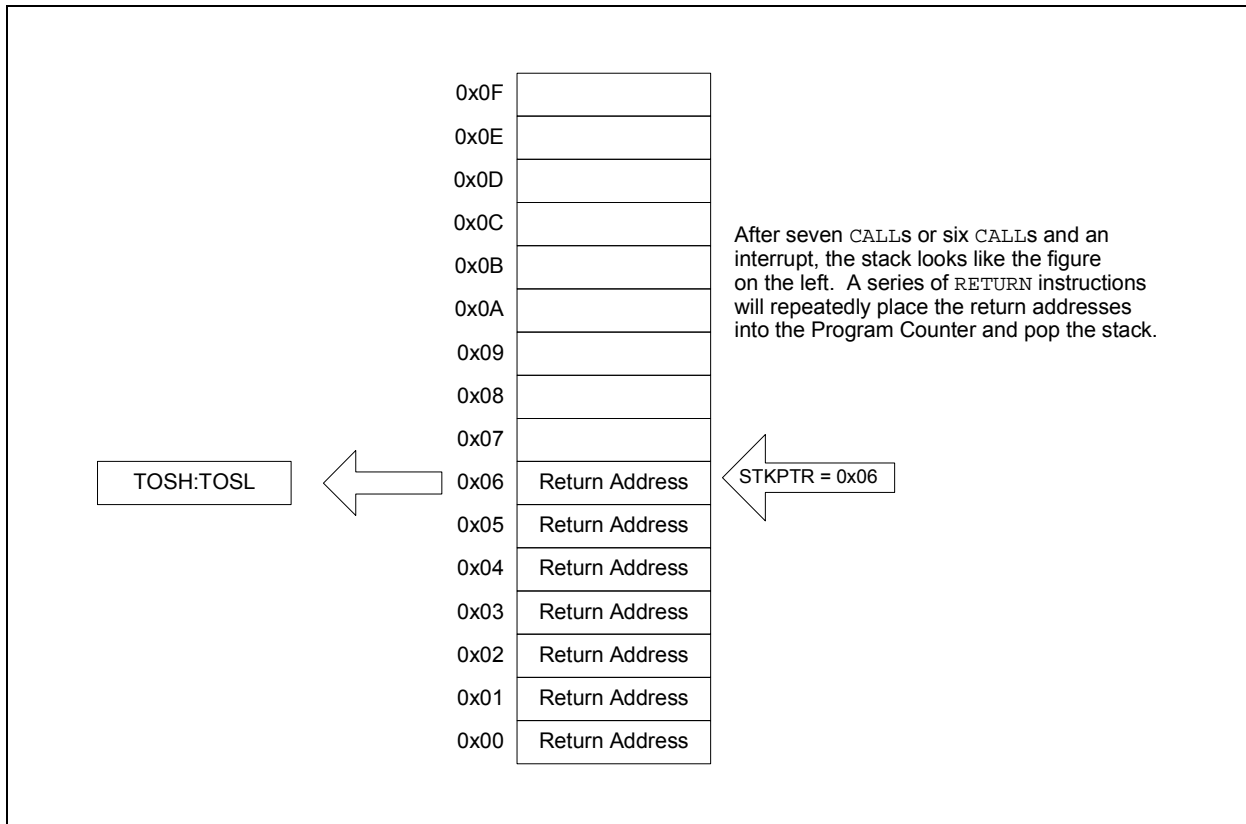 0x0F
0x0E
0x0D
0x0C
0x0B
0x0A
0x09
0x08
0x07
0x06 Return Address
0x05 Return Address
0x04 Return Address
0x03 Return Address
0x02 Return Address
0x01 Return Address
0x00 Return Address
TOSH:TOSL
STKPTR = 0x06
After seven CALLs or six CALLs and an
interrupt, the stack looks like the figure
on the left. A series of RETURN instructions
will repeatedly place the return addresses
into the Program Counter and pop the stack.